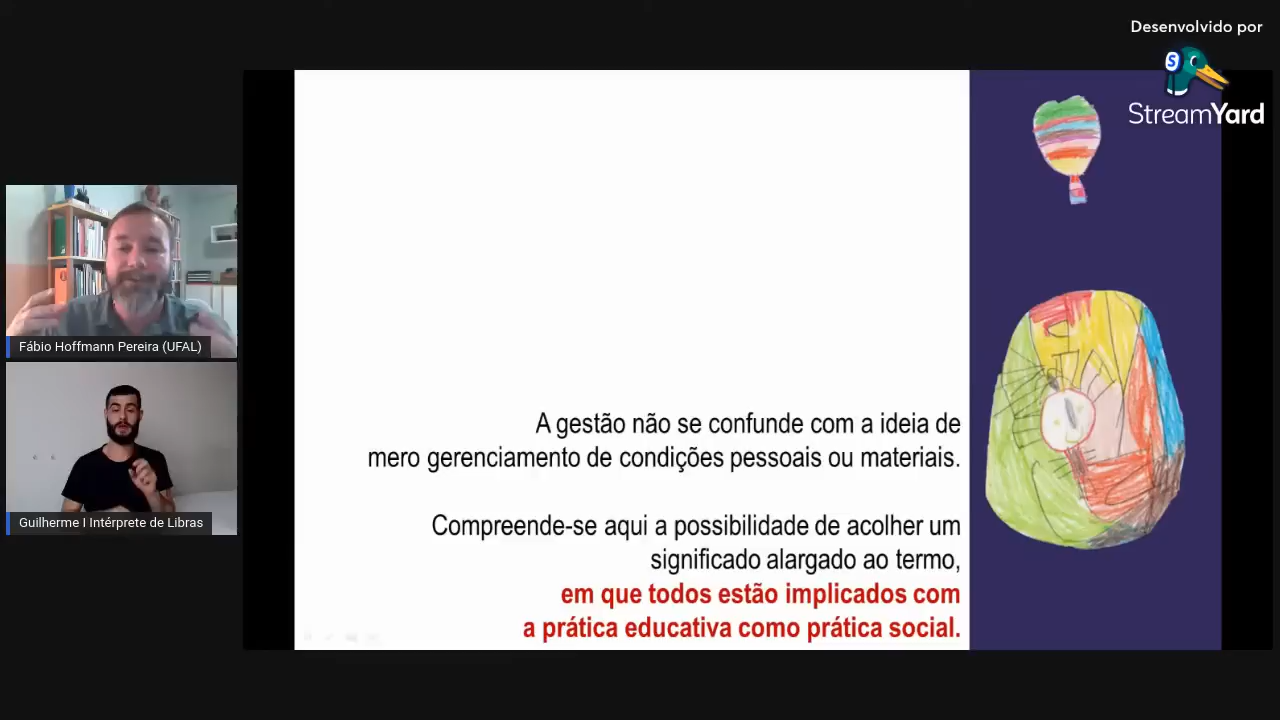 Desenvolvido por
S
StreamYard
Fábio Hoffmann Pereira (UFAL)
Guilherme I Intérprete de Libras
A gestão não se confunde com a ideia de
mero gerenciamento de condições pessoais ou materiais.
Compreende-se aqui a possibilidade de acolher um
significado alargado ao termo,
em que todos estão implicados com
a prática educativa como prática social.